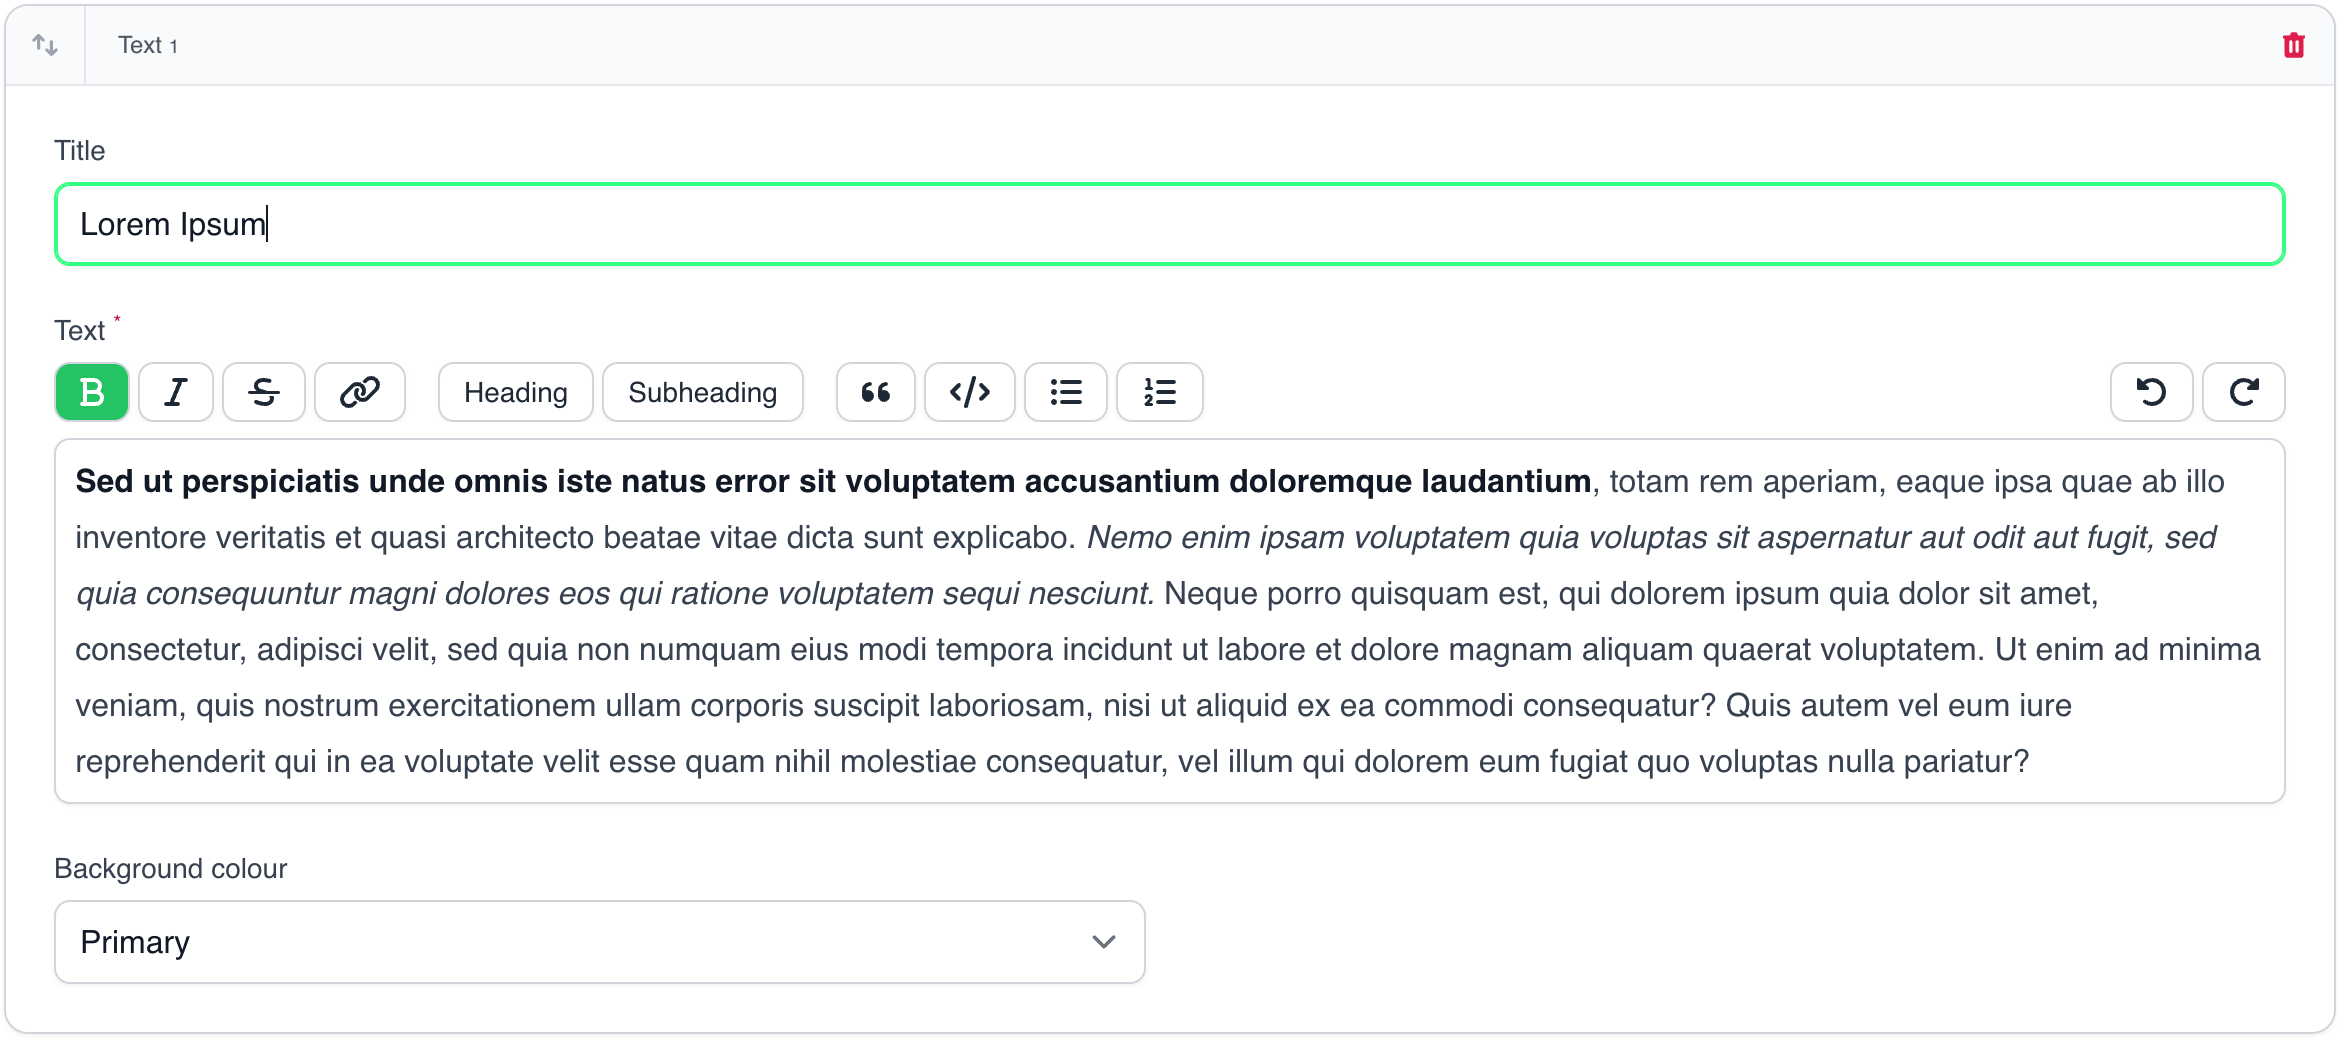 Text 1
Title
Lorem Ipsum
Text *
B I S Heading Subheading “ </> 1 2
Sed ut perspiciatis unde omnis iste natus error sit voluptatem accusantium doloremque laudantium, totam rem aperiam, eaque ipsa quae ab illo
inventore veritatis et quasi architecto beatae vitae dicta sunt explicabo. Nemo enim ipsam voluptatem quia voluptas sit aspernatur aut odit aut fugit, sed
quia consequuntur magni dolores eos qui ratione voluptatem sequi nesciunt. Neque porro quisquam est, qui dolorem ipsum quia dolor sit amet,
consectetur, adipisci velit, sed quia non numquam eius modi tempora incidunt ut labore et dolore magnam aliquam quaerat voluptatem. Ut enim ad minima
veniam, quis nostrum exercitationem ullam corporis suscipit laboriosam, nisi ut aliquid ex ea commodi consequatur? Quis autem vel eum iure
reprehenderit qui in ea voluptate velit esse quam nihil molestiae consequatur, vel illum qui dolorem eum fugiat quo voluptas nulla pariatur?
Background colour
Primary